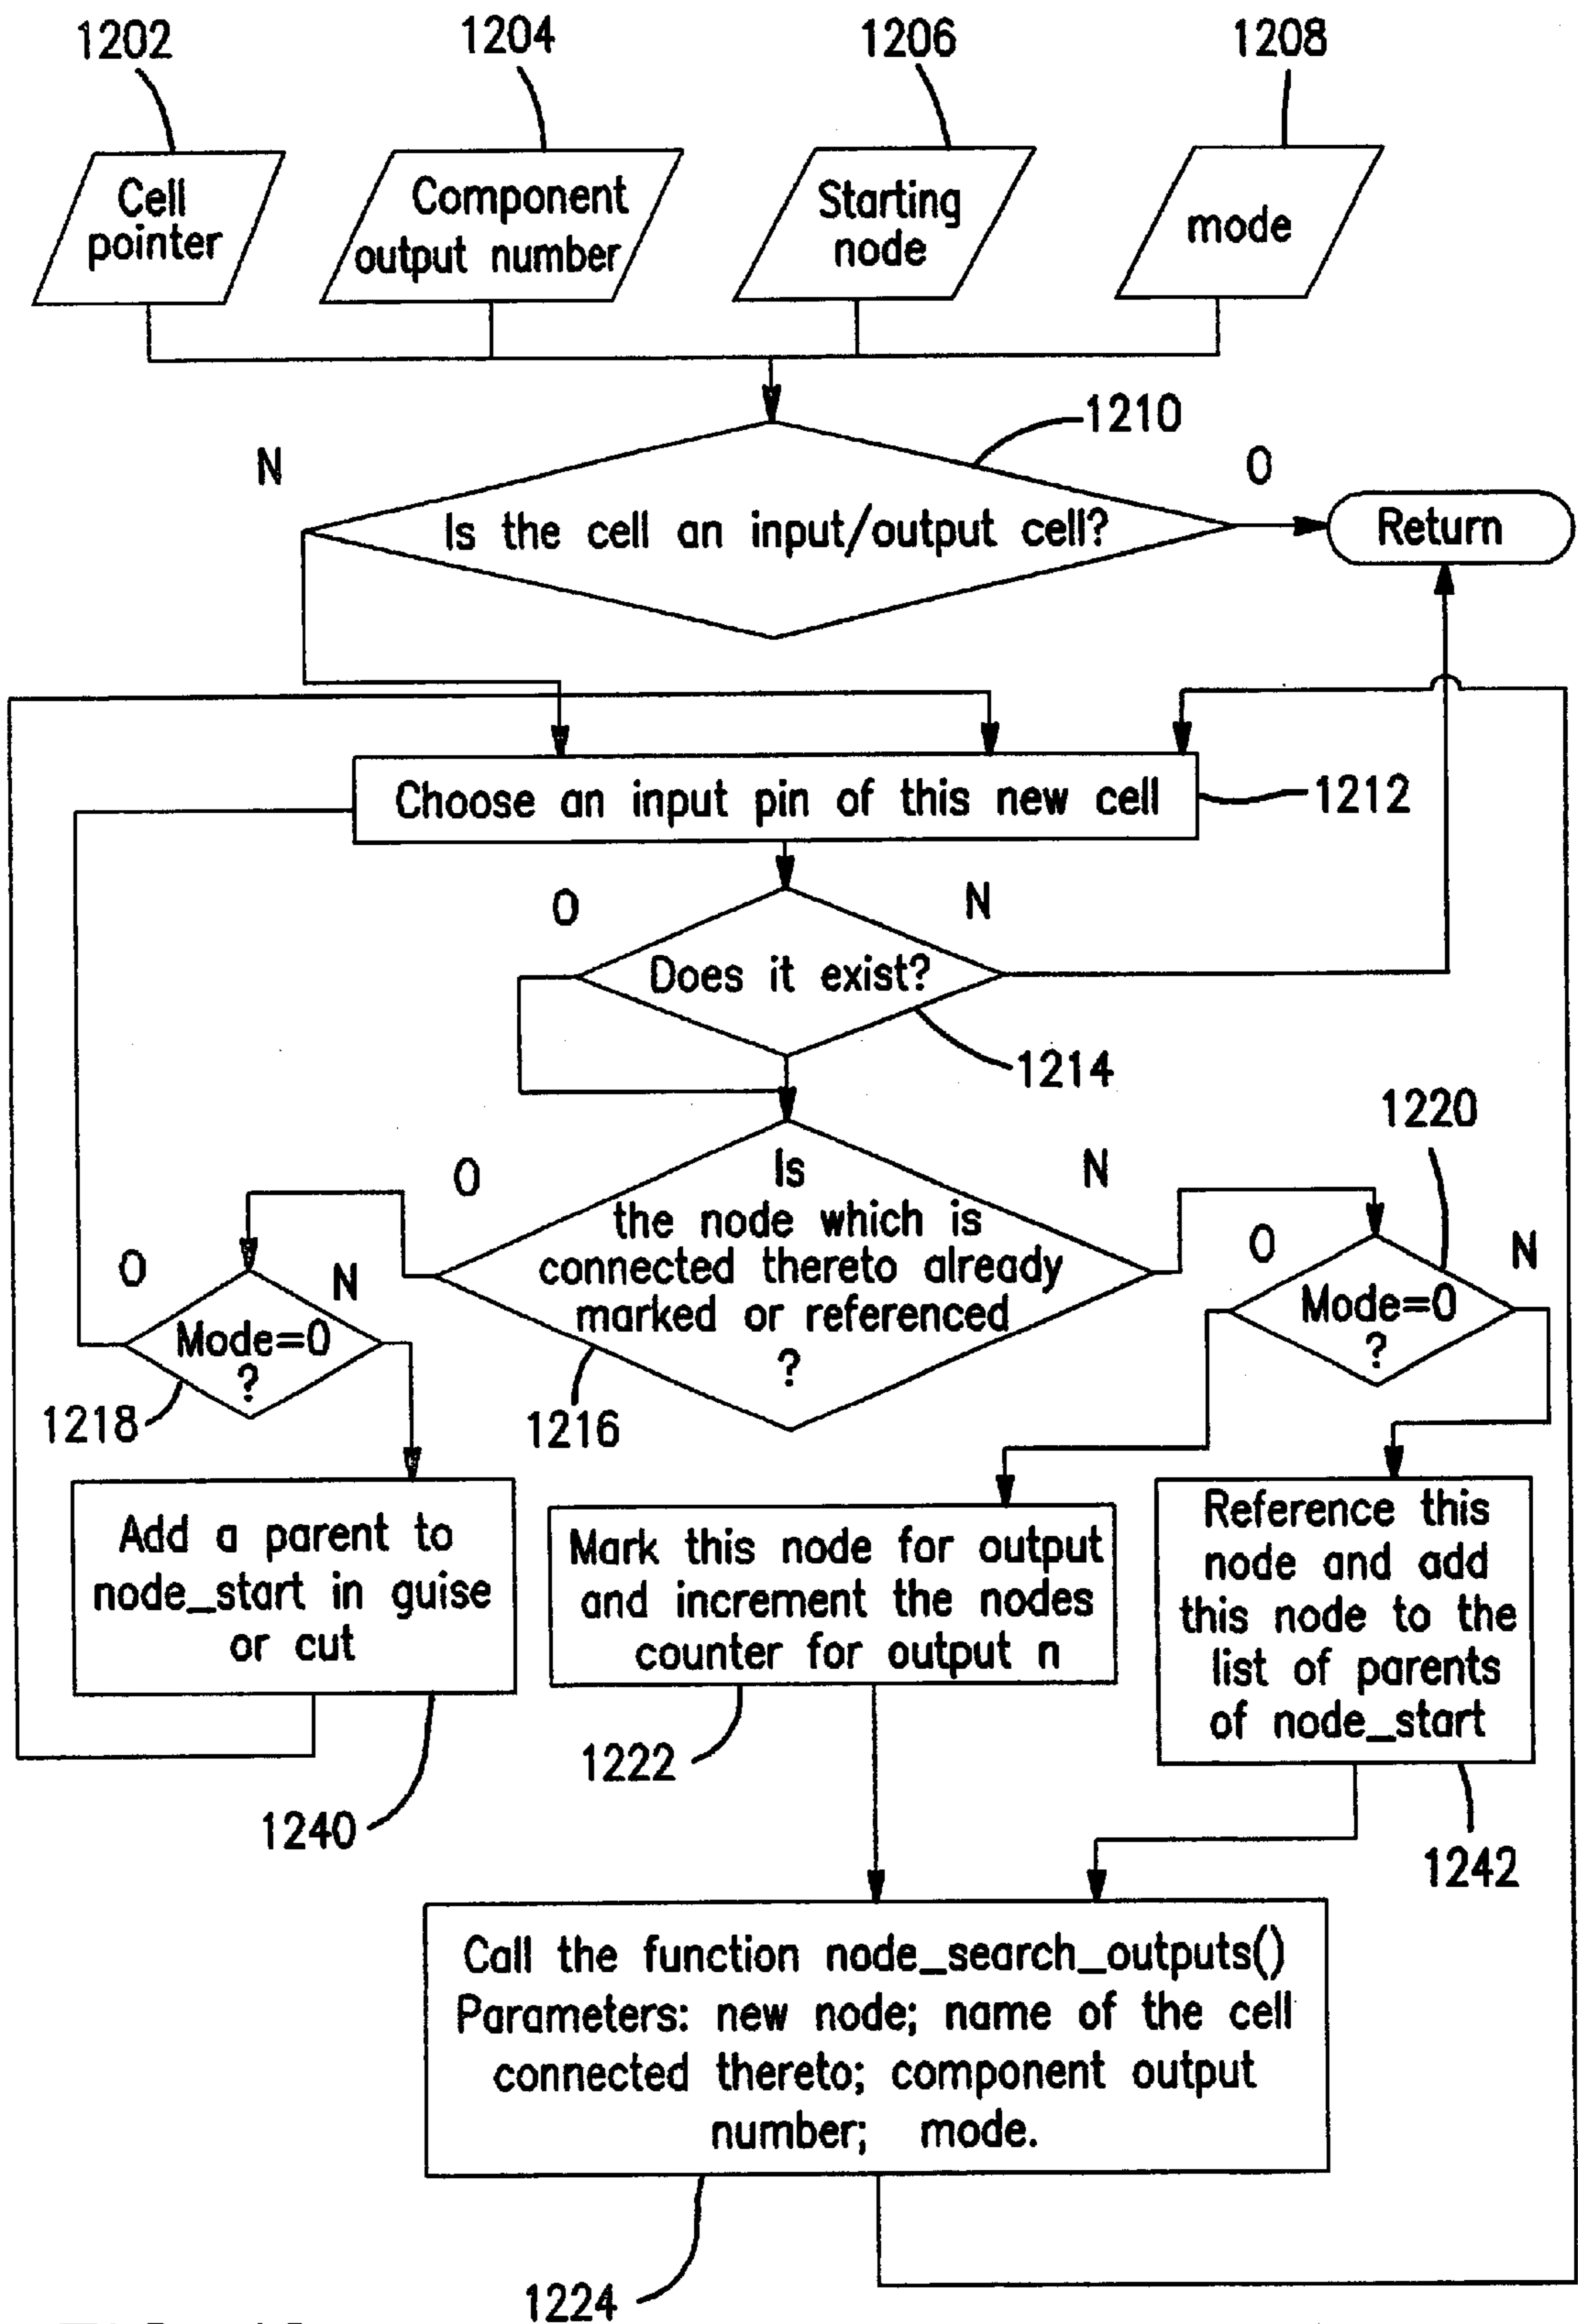 1202
1204
1206
1208
Cell
pointer
Component
output number
Starting
node
mode
1210
N
O
Is the cell an input/output cell?
Return
Choose an input pin of this new cell
1212
O
N
Does it exist?
1214
1220
O
N
Is
the node which is
connected thereto already
marked or referenced
?
1216
O
N
Mode=0
?
1218
O
N
Mode=0
?
Add a parent to
node_start in guise
or cut
1240
Mark this node for output
and increment the nodes
counter for output n
1222
Reference this
node and add
this node to the
list of parents
of node_start
1242
Call the function node_search_outputs()
Parameters: new node; name of the cell
connected thereto; component output
number; mode.
1224